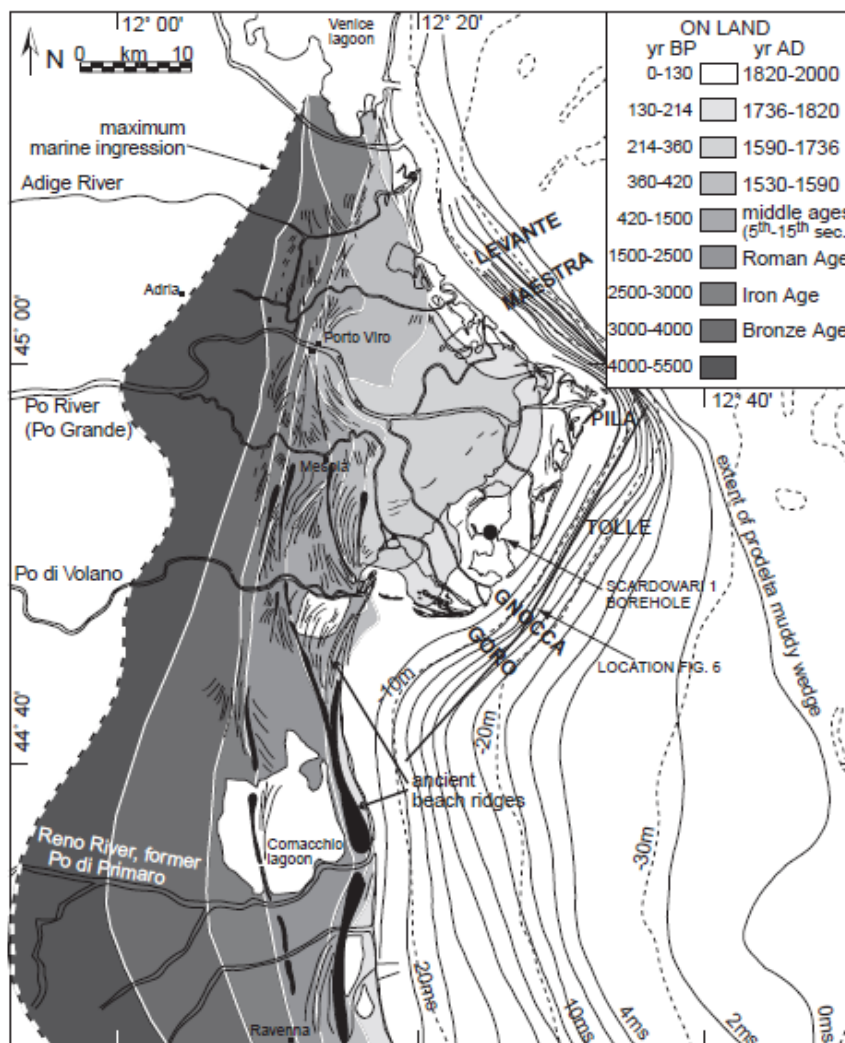 12° 00'
Venice
lagoon
12° 20'
N
0 km 10
maximum
marine ingression
Adige River
LEVANTE
MAESTRA
Adria
45° 00'
Porto Viro
Po River
(Po Grande)
12° 40'
PILA
Mesola
TOLLE
extent of prodelta muddy wedge
Po di Volano
SCARDOVARI 1
BOREHOLE
GNOCCA
GORO
LOCATION FIG. 6
-10m
-20m
-30m
44° 40'
ancient
beach ridges
Comacchio
lagoon
Reno River, former
Po di Primaro
Ravenna
20ms
10ms
4ms
2ms
0ms
ON LAND
yr BP yr AD
0-130 1820-2000
130-214 1736-1820
214-360 1590-1736
360-420 1530-1590
420-1500 middle ages
(5th-15th sec.
1500-2500 Roman Age
2500-3000 Iron Age
3000-4000 Bronze Age
4000-5500